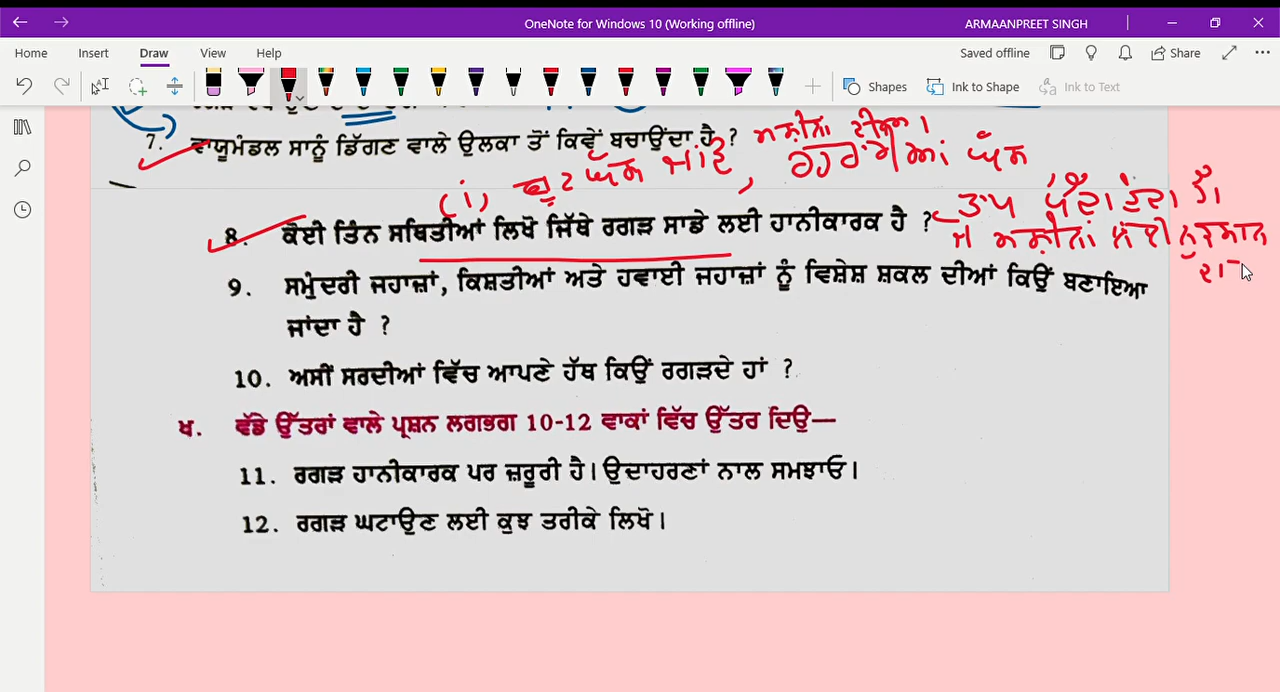 OneNote for Windows 10 (Working offline)
ARMAANPREET SINGH
Home Insert Draw View Help
Saved offline
Share
Shapes
Ink to Shape
Ink to Text
7. ਵਾਯੂਮੰਡਲ ਸਾਨੂੰ ਡਿੱਗਣ ਵਾਲੇ ਉਲਕਾ ਤੋਂ ਕਿਵੇਂ ਬਚਾਉਂਦਾ ਹੈ ?
(i)
8. ਕੋਈ ਤਿੰਨ ਸਥਿਤੀਆਂ ਲਿਖੋ ਜਿੱਥੇ ਰਗੜ ਸਾਡੇ ਲਈ ਹਾਨੀਕਾਰਕ ਹੈ ?
9. ਸਮੁੰਦਰੀ ਜਹਾਜ਼ਾਂ, ਕਿਸ਼ਤੀਆਂ ਅਤੇ ਹਵਾਈ ਜਹਾਜ਼ਾਂ ਨੂੰ ਵਿਸ਼ੇਸ਼ ਸ਼ਕਲ ਦੀਆਂ ਕਿਉਂ ਬਣਾਇਆ
ਜਾਂਦਾ ਹੈ ?
10. ਅਸੀਂ ਸਰਦੀਆਂ ਵਿੱਚ ਆਪਣੇ ਹੱਥ ਕਿਉਂ ਰਗੜਦੇ ਹਾਂ ?
ਖ. ਵੱਡੇ ਉੱਤਰਾਂ ਵਾਲੇ ਪ੍ਰਸ਼ਨ ਲਗਭਗ 10-12 ਵਾਕਾਂ ਵਿੱਚ ਉੱਤਰ ਦਿਉ—
11. ਰਗੜ ਹਾਨੀਕਾਰਕ ਪਰ ਜ਼ਰੂਰੀ ਹੈ। ਉਦਾਹਰਣਾਂ ਨਾਲ ਸਮਝਾਓ।
12. ਰਗੜ ਘਟਾਉਣ ਲਈ ਕੁਝ ਤਰੀਕੇ ਲਿਖੋ।